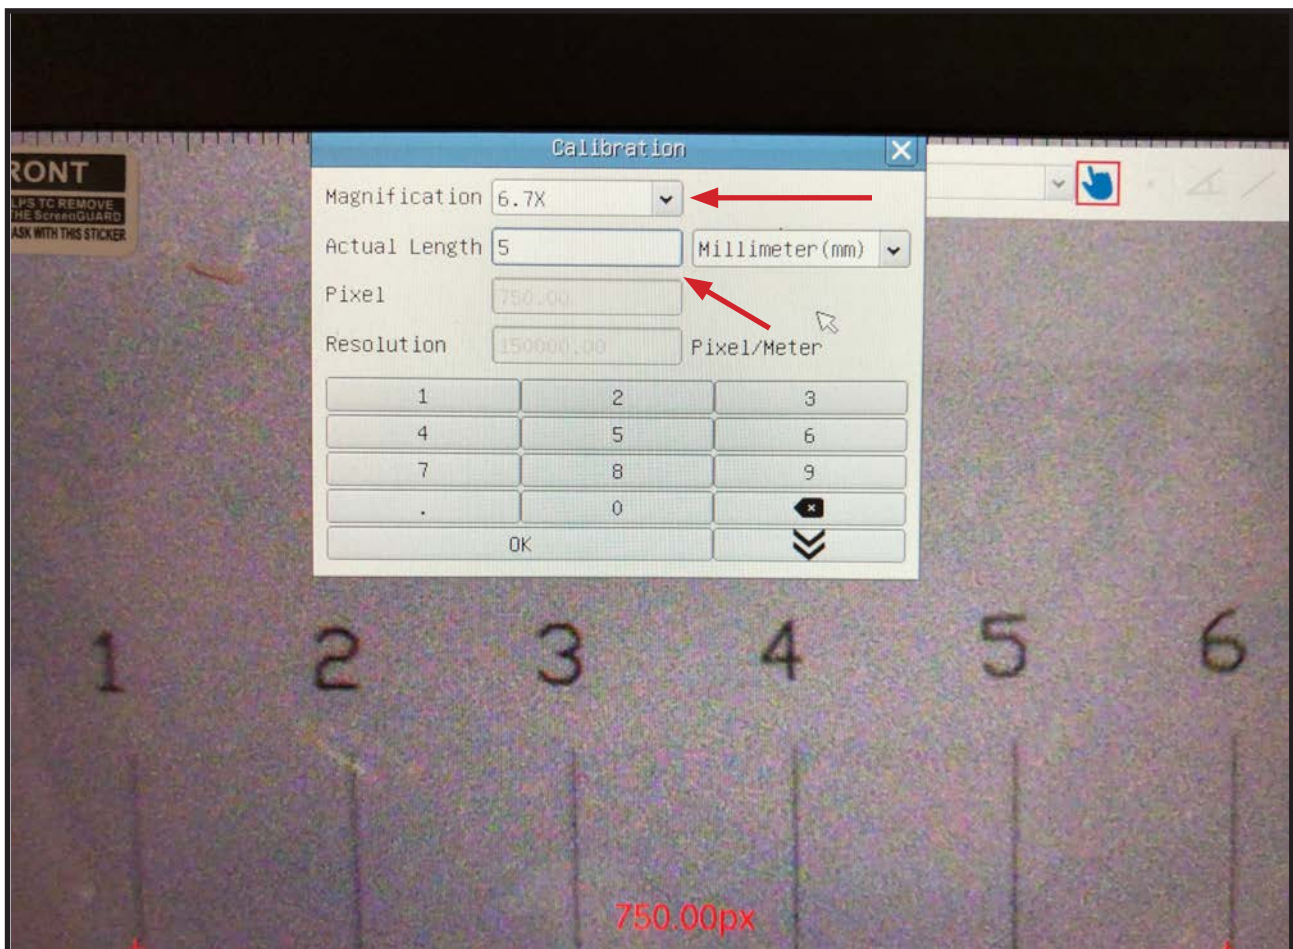 Calibration
RONT
LPS TC REMOVE
THE ScreenGUARD
ASK WITH THIS STICKER
Magnification 6.7X
Actual Length 5 Millimeter(mm)
Pixel 750.00
Resolution 150000.00 Pixel/Meter
1 2 3
4 5 6
7 8 9
. 0
OK
1 2 3 4 5 6
750.00px